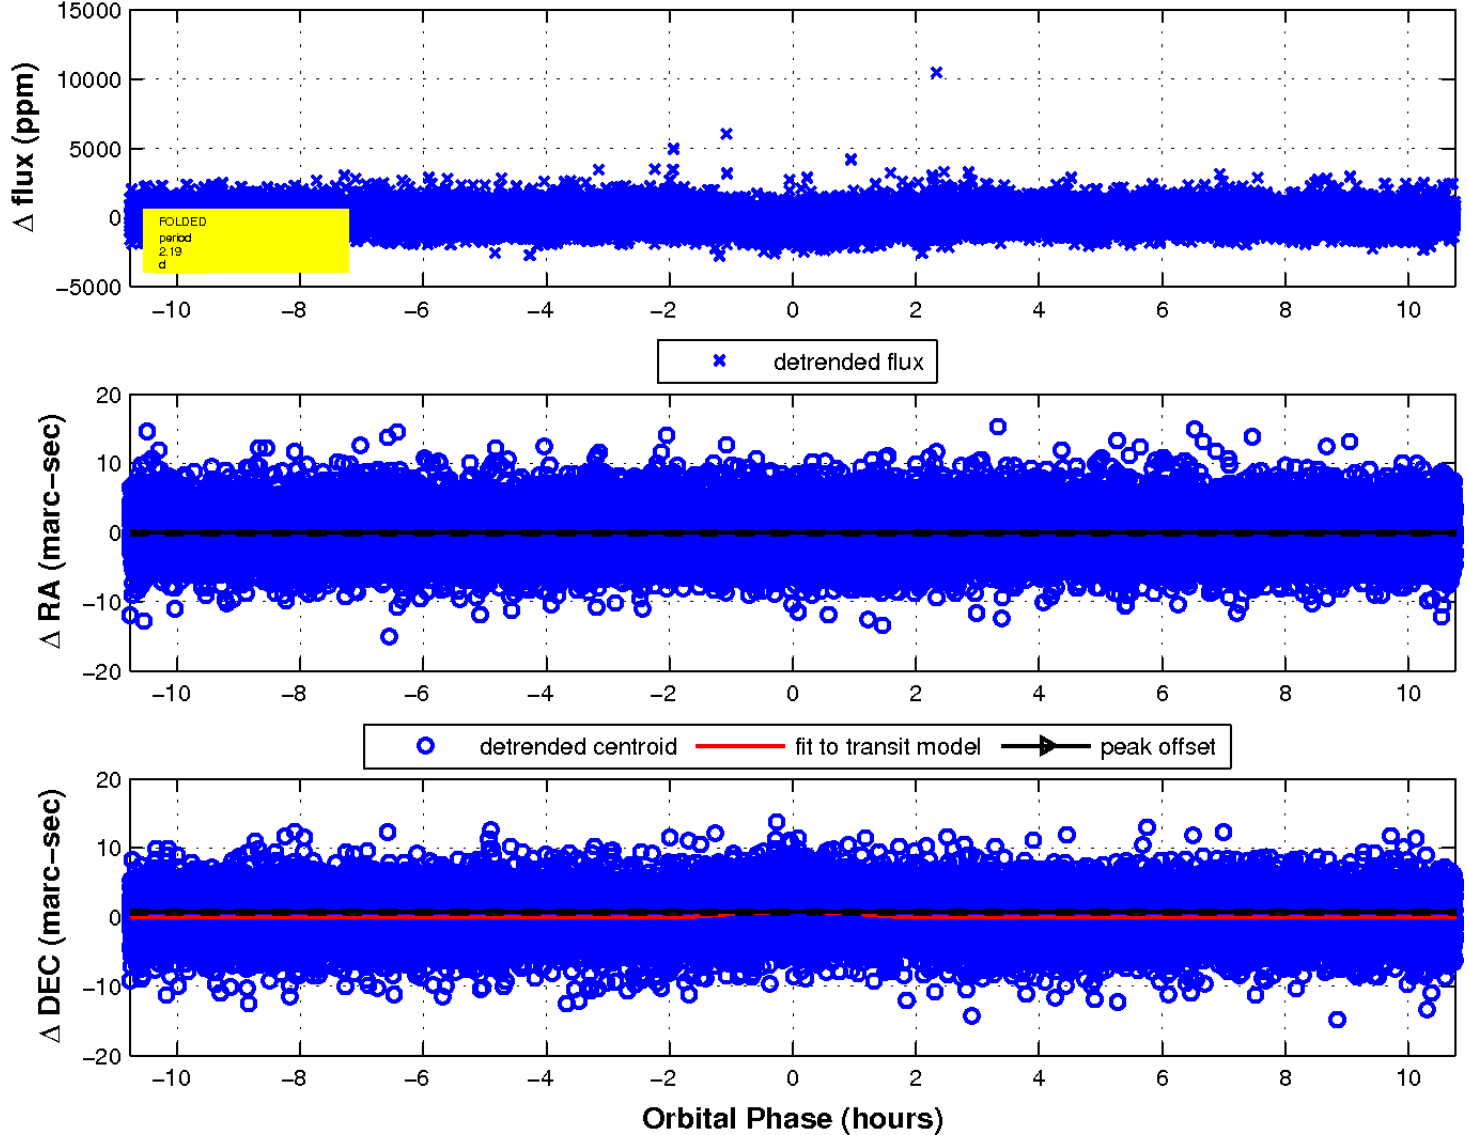 15000
10000
5000
0
−5000
Δ flux (ppm)
FOLDED
period
2.19
d
−10 −8 −6 −4 −2 0 2 4 6 8 10
detrended flux
20
10
0
−10
−20
Δ RA (marc−sec)
−10 −8 −6 −4 −2 0 2 4 6 8 10
detrended centroid fit to transit model peak offset
20
10
0
−10
−20
Δ DEC (marc−sec)
−10 −8 −6 −4 −2 0 2 4 6 8 10
Orbital Phase (hours)